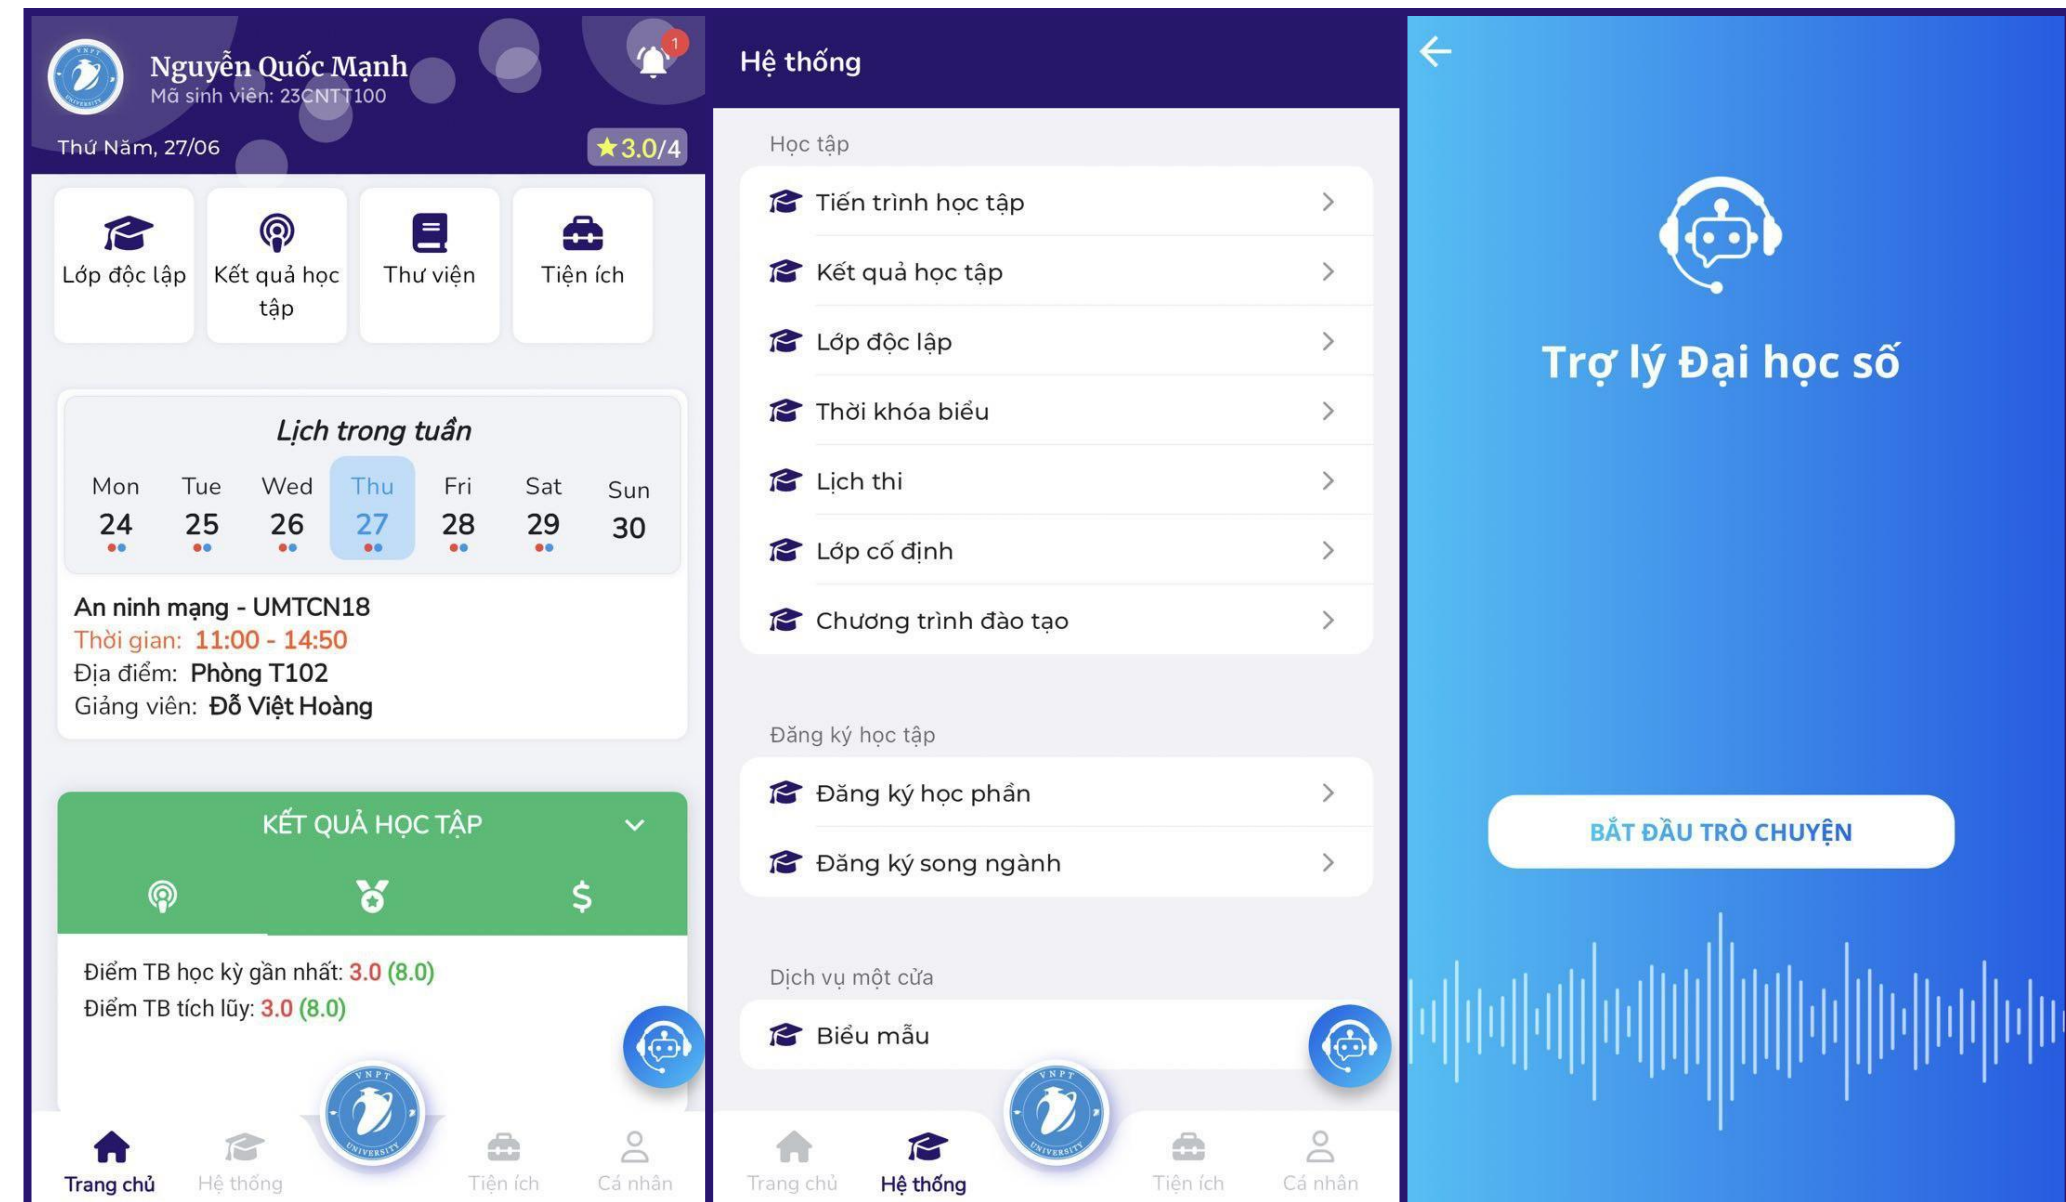 Nguyễn Quốc Mạnh
1
Mã sinh viên: 23CNTT100
Thứ Năm, 27/06
3.0/4
Lớp độc lập
Kết quả học
tập
Thư viện
Tiện ích
Lịch trong tuần
Mon Tue Wed Thu Fri Sat Sun
24 25 26 27 28 29 30
An ninh mạng - UMTCN18
Thời gian: 11:00 - 14:50
Địa điểm: Phòng T102
Giảng viên: Đỗ Việt Hoàng
KẾT QUẢ HỌC TẬP
$
Điểm TB học kỳ gần nhất: 3.0 (8.0)
Điểm TB tích lũy: 3.0 (8.0)
VNPT
UNIVERSITY
Trang chủ
Hệ thống
Tiện ích
Cá nhân
Hệ thống
Học tập
Tiến trình học tập
Kết quả học tập
Lớp độc lập
Thời khóa biểu
Lịch thi
Lớp cố định
Chương trình đào tạo
Đăng ký học tập
Đăng ký học phần
Đăng ký song ngành
Dịch vụ một cửa
Biểu mẫu
VNPT
UNIVERSITY
Trang chủ
Hệ thống
Tiện ích
Cá nhân
Trợ lý Đại học số
BẮT ĐẦU TRÒ CHUYỆN